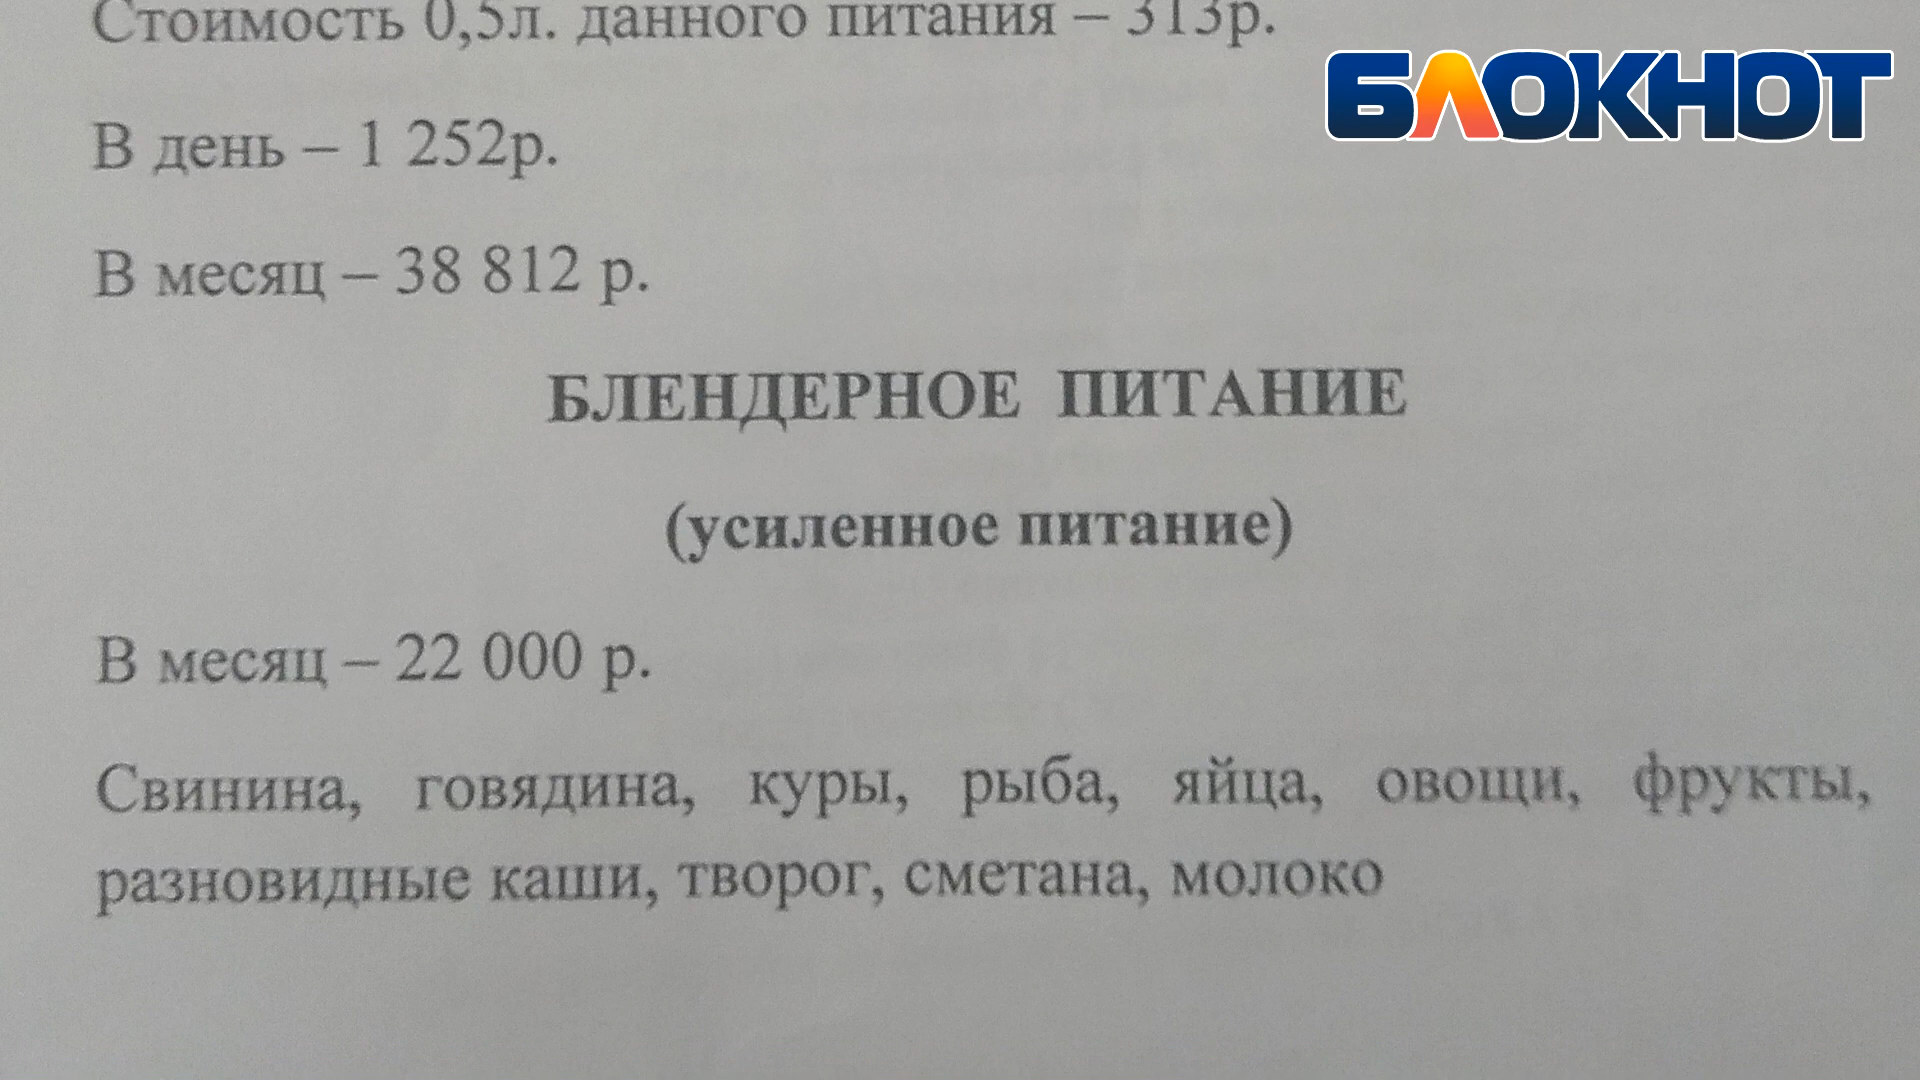 Стоимость 0,5л. данного питания – 313р.
БЛОКНОТ
В день – 1 252р.
В месяц – 38 812 р.
БЛЕНДЕРНОЕ ПИТАНИЕ
(усиленное питание)
В месяц – 22 000 р.
Свинина, говядина, куры, рыба, яйца, овощи, фрукты,
разновидные каши, творог, сметана, молоко